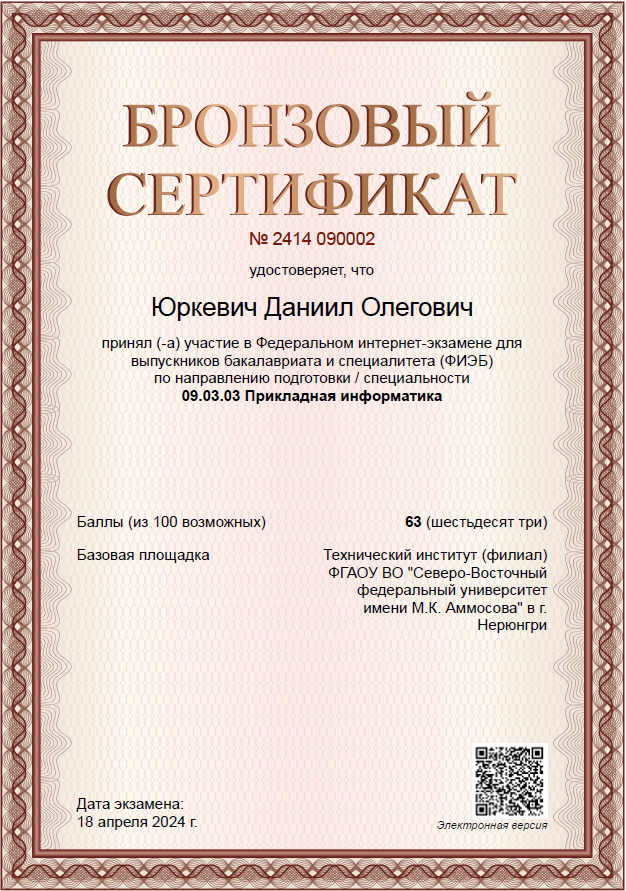 БРОНЗОВЫЙ
СЕРТИФИКАТ
№ 2414 090002
удостоверяет, что
Юркевич Даниил Олегович
принял (-а) участие в Федеральном интернет-экзамене для
выпускников бакалавриата и специалитета (ФИЭБ)
по направлению подготовки / специальности
09.03.03 Прикладная информатика
Баллы (из 100 возможных) 63 (шестьдесят три)
Базовая площадка Технический институт (филиал)
ФГАОУ ВО "Северо-Восточный
федеральный университет
имени М.К. Аммосова" в г.
Нерюнгри
Дата экзамена:
18 апреля 2024 г.
Электронная версия